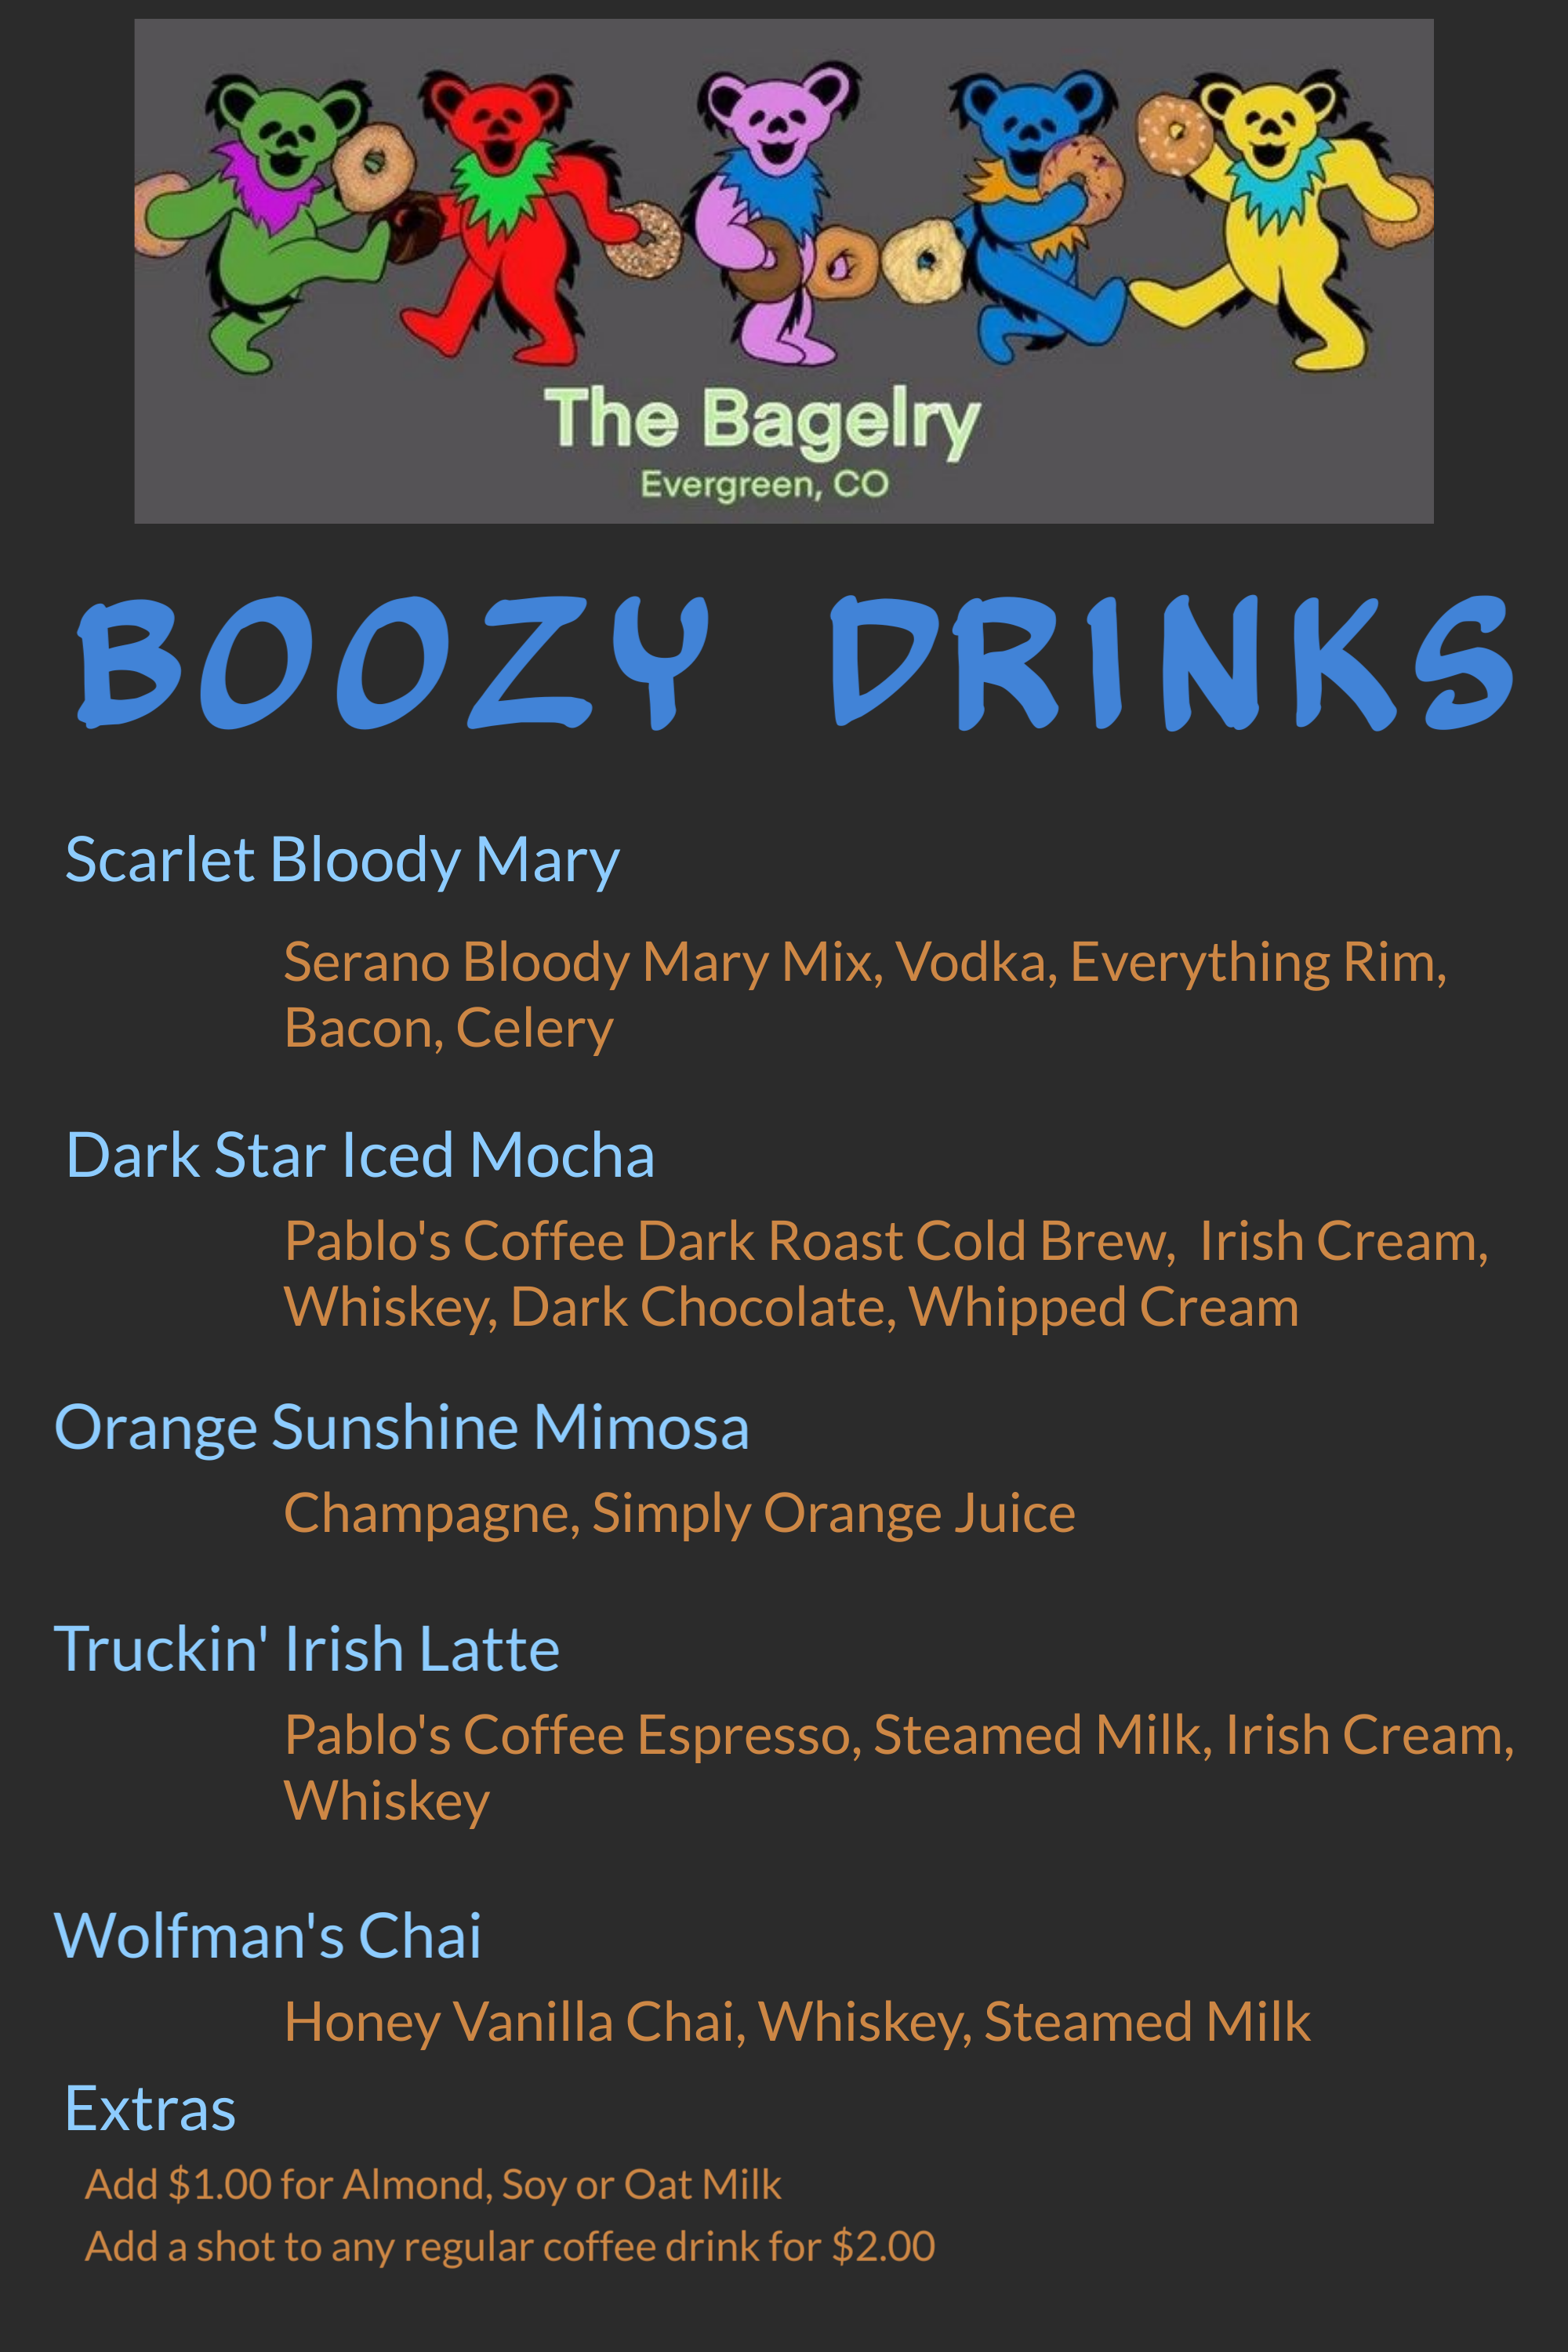 The Bagelry
Evergreen, CO
BOOZY DRINKS
Scarlet Bloody Mary
Serano Bloody Mary Mix, Vodka, Everything Rim,
Bacon, Celery
Dark Star Iced Mocha
Pablo's Coffee Dark Roast Cold Brew,  Irish Cream,
Whiskey, Dark Chocolate, Whipped Cream
Orange Sunshine Mimosa
Champagne, Simply Orange Juice
Truckin' Irish Latte
Pablo's Coffee Espresso, Steamed Milk, Irish Cream,
Whiskey
Wolfman's Chai
Honey Vanilla Chai, Whiskey, Steamed Milk
Extras
Add $1.00 for Almond, Soy or Oat Milk
Add a shot to any regular coffee drink for $2.00